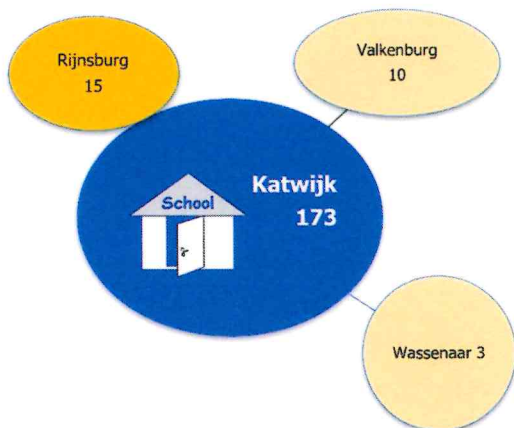 Rijnsburg
15
Valkenburg
10
Katwijk
173
School
Wassenaar 3